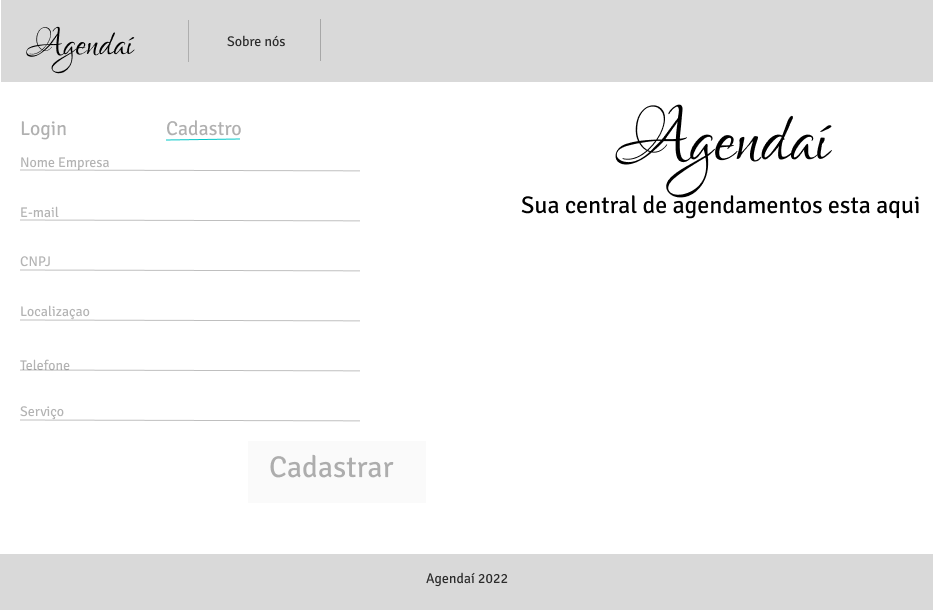 Agendaí
Sobre nós
Login
Cadastro
Nome Empresa
E-mail
CNPJ
Localizaçao
Telefone
Serviço
Cadastrar
Agendaí
Sua central de agendamentos esta aqui
Agendaí 2022